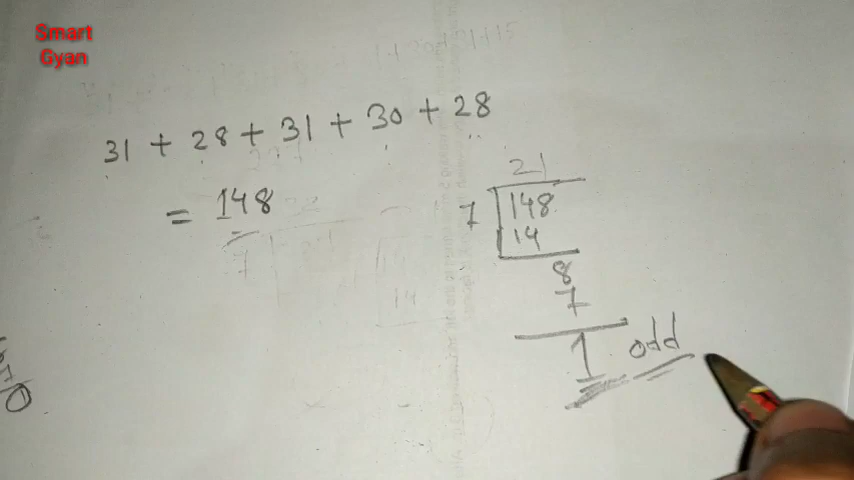 Smart
Gyan
31 + 28 + 31 + 30 + 28
= 148
21
7 148
14
8
7
1 odd